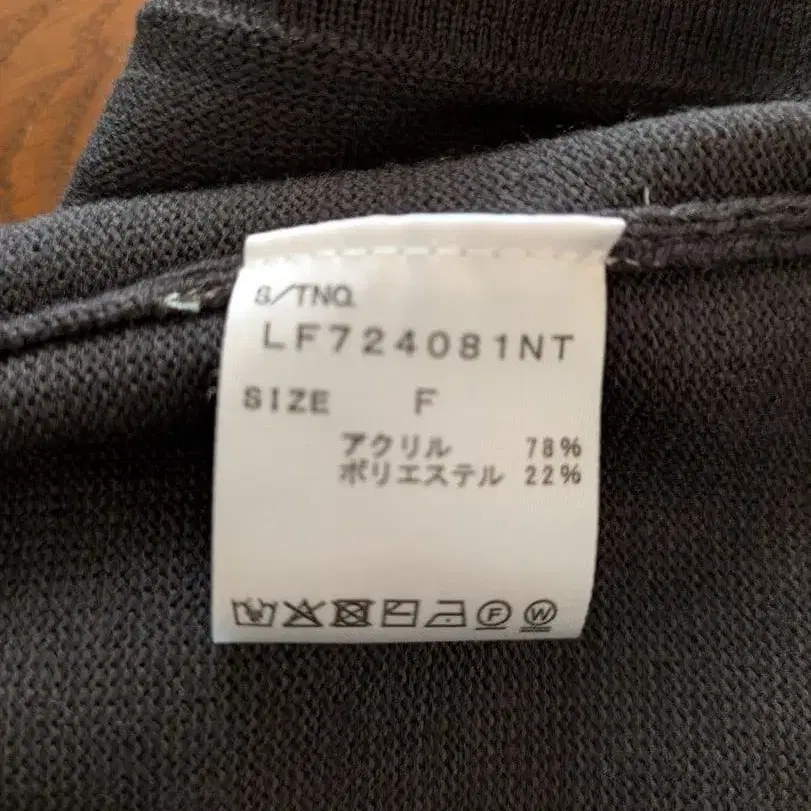 S/TNO.
LF724081NT
SIZE F
アクリル 78%
ポリエステル 22%
F W